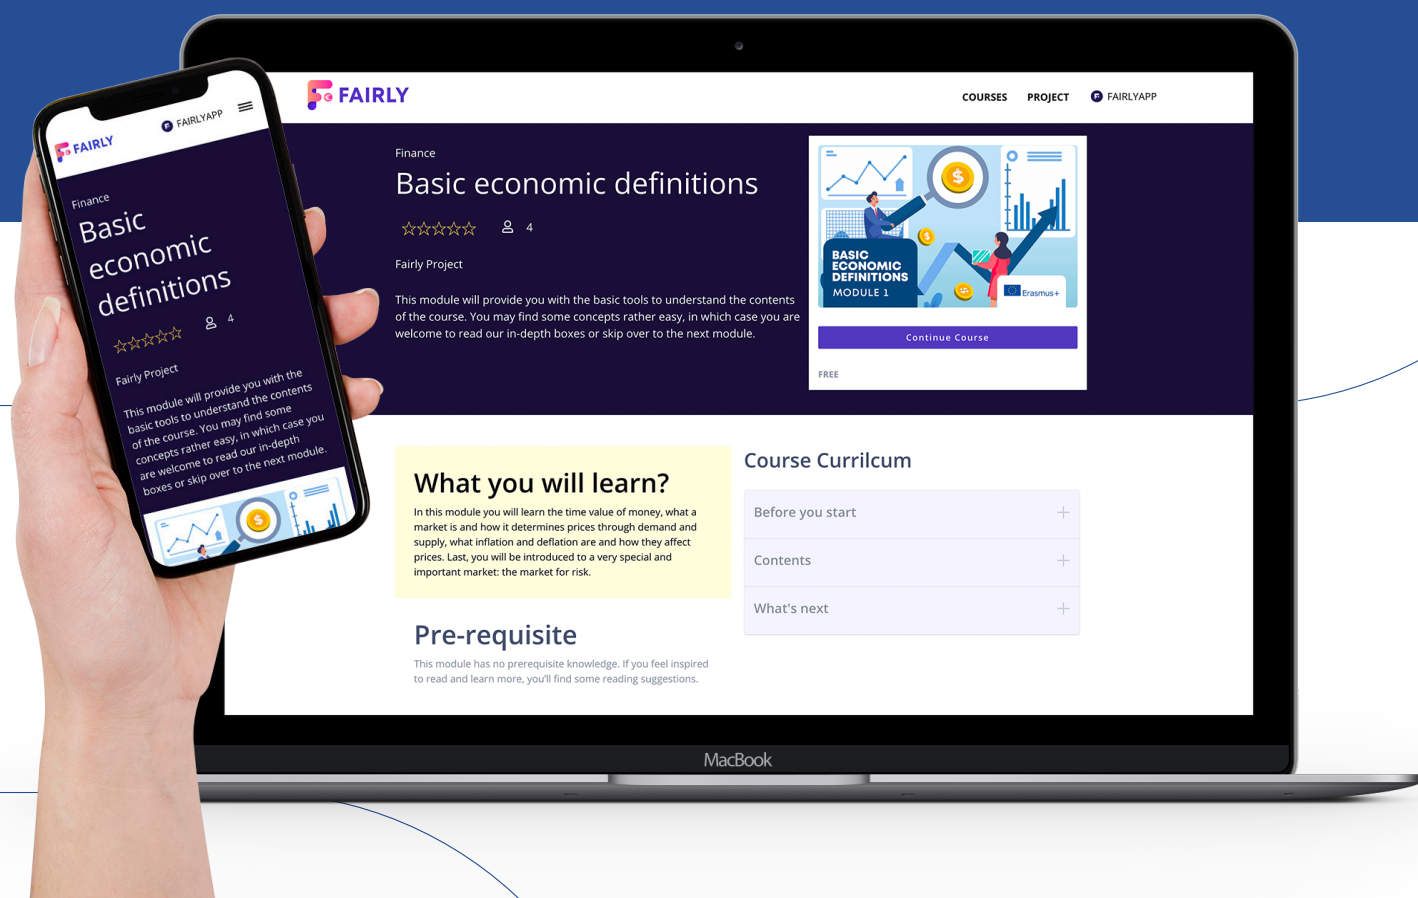 FAIRLY
FAIRLYAPP
Finance
Basic
economic
definitions
4
Fairly Project
This module will provide you with the
basic tools to understand the contents
of the course. You may find some
concepts rather easy, in which case you
are welcome to read our in-depth
boxes or skip over to the next module.
FAIRLY
COURSES PROJECT FAIRLYAPP
Finance
Basic economic definitions
4
Fairly Project
This module will provide you with the basic tools to understand the contents
of the course. You may find some concepts rather easy, in which case you are
welcome to read our in-depth boxes or skip over to the next module.
BASIC
ECONOMIC
DEFINITIONS
MODULE 1
Erasmus+
Continue Course
FREE
What you will learn?
In this module you will learn the time value of money, what a
market is and how it determines prices through demand and
supply, what inflation and deflation are and how they affect
prices. Last, you will be introduced to a very special and
important market: the market for risk.
Pre-requisite
This module has no prerequisite knowledge. If you feel inspired
to read and learn more, you'll find some reading suggestions.
Course Currilcum
Before you start
Contents
What's next
MacBook